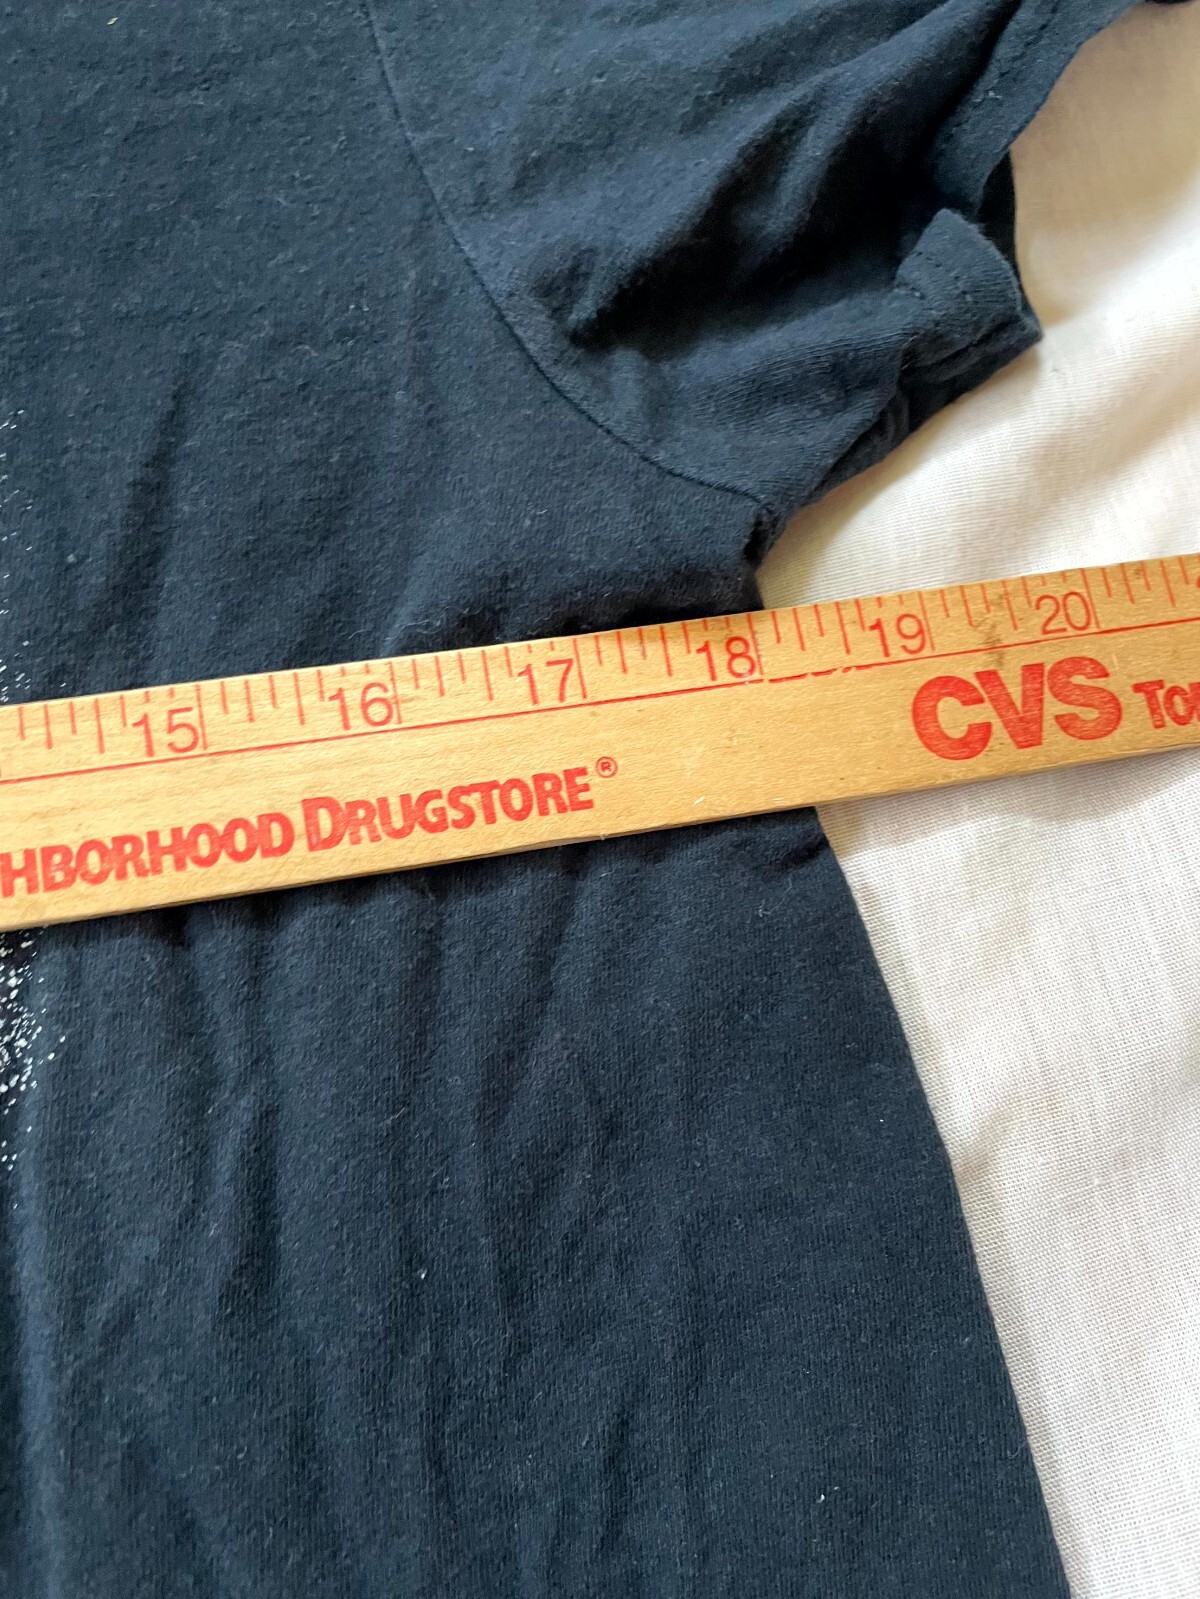 15 16 17 18 19 20
CVS
HBORHOOD DRUGSTORE®